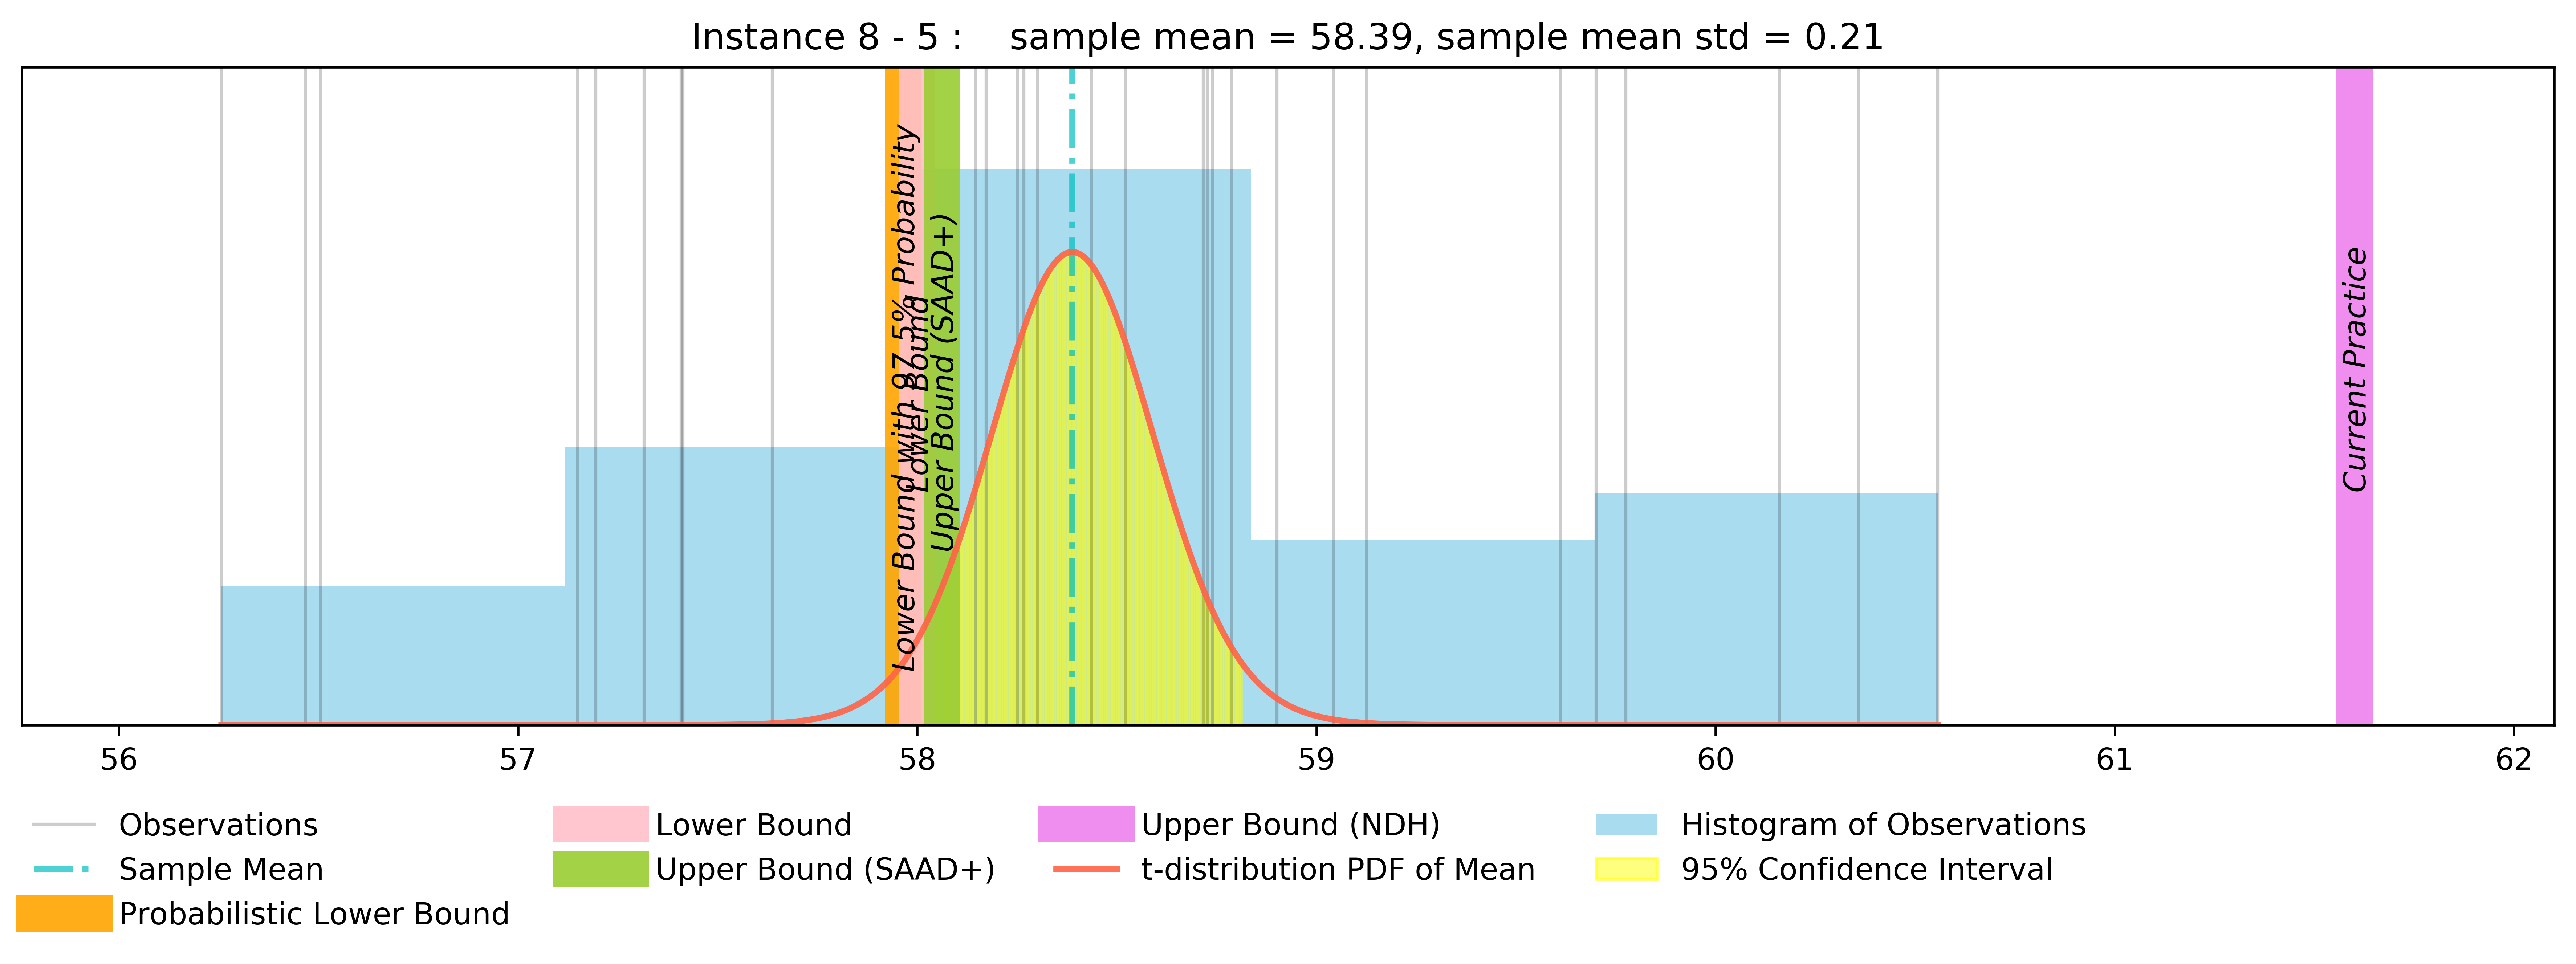 Instance 8 - 5 :    sample mean = 58.39, sample mean std = 0.21
Lower Bound with 97.5% Probability
Lower Bound
Upper Bound (SAAD+)
Current Practice
56 57 58 59 60 61 62
Observations
Sample Mean
Probabilistic Lower Bound
Lower Bound
Upper Bound (SAAD+)
Upper Bound (NDH)
t-distribution PDF of Mean
Histogram of Observations
95% Confidence Interval